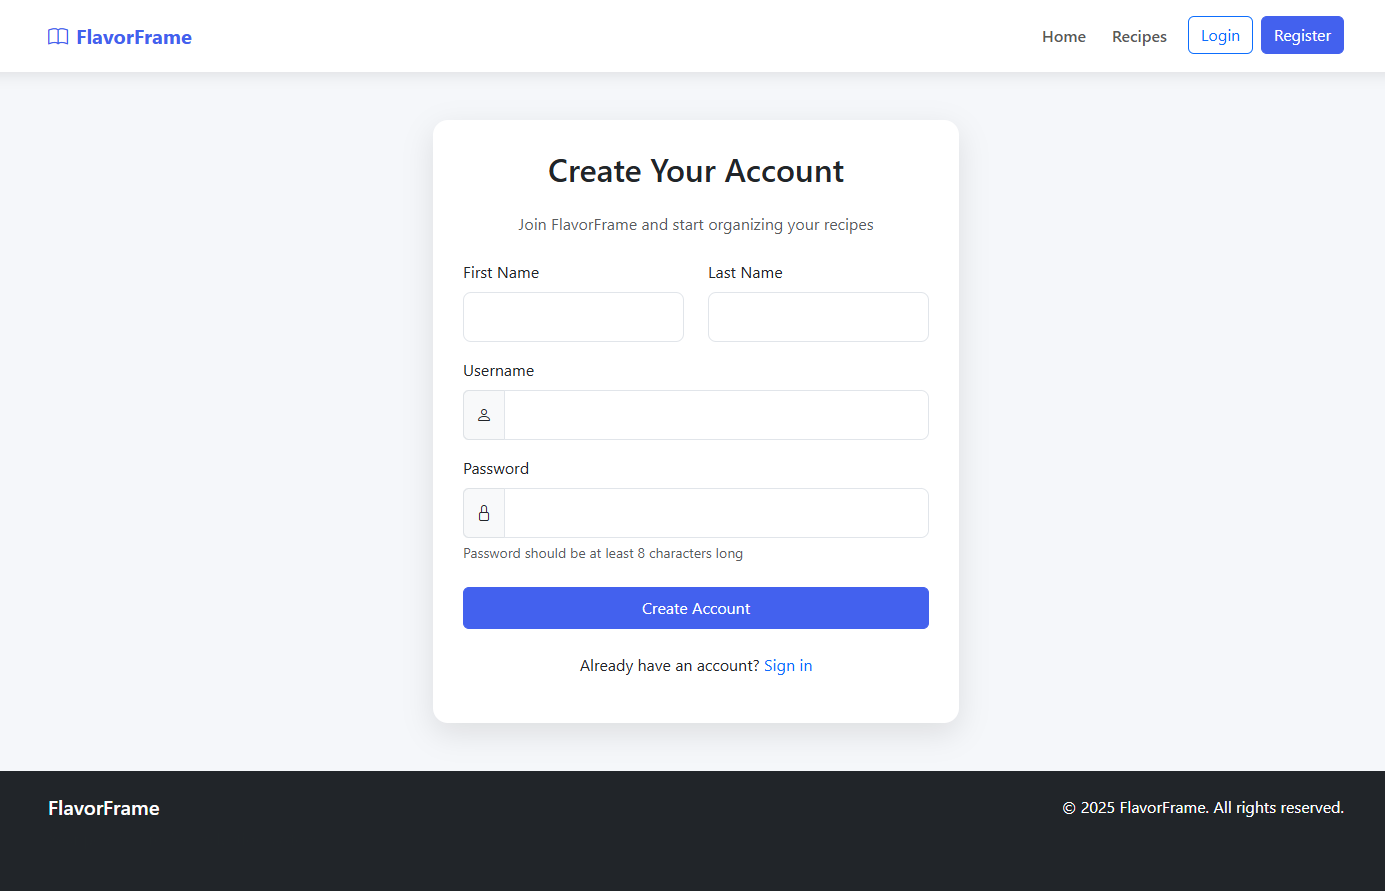 FlavorFrame
Home Recipes Login Register
Create Your Account
Join FlavorFrame and start organizing your recipes
First Name Last Name
Username
Password
Password should be at least 8 characters long
Create Account
Already have an account? Sign in
FlavorFrame
© 2025 FlavorFrame. All rights reserved.